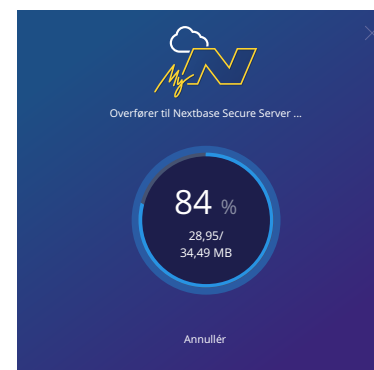 My N
Overfører til Nextbase Secure Server ...
84 %
28,95/
34,49 MB
Annullér